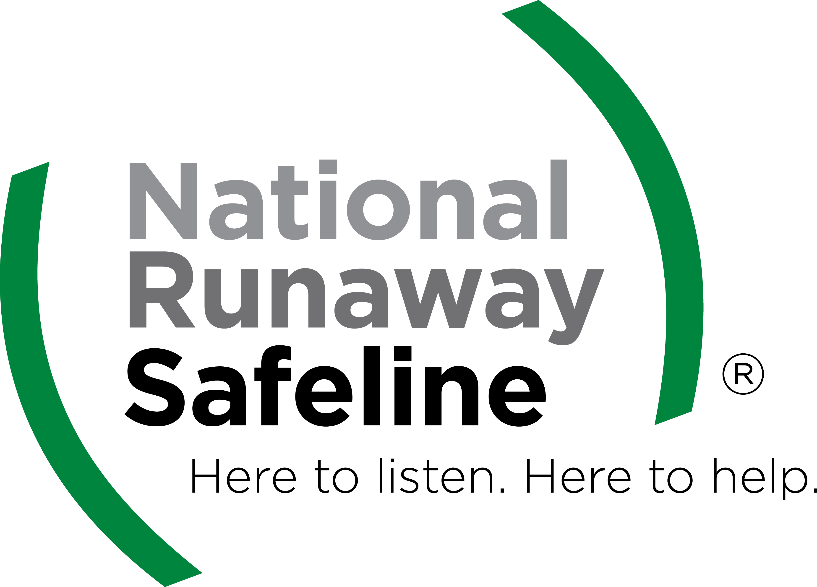 National
Runaway
Safeline
®
Here to listen. Here to help.